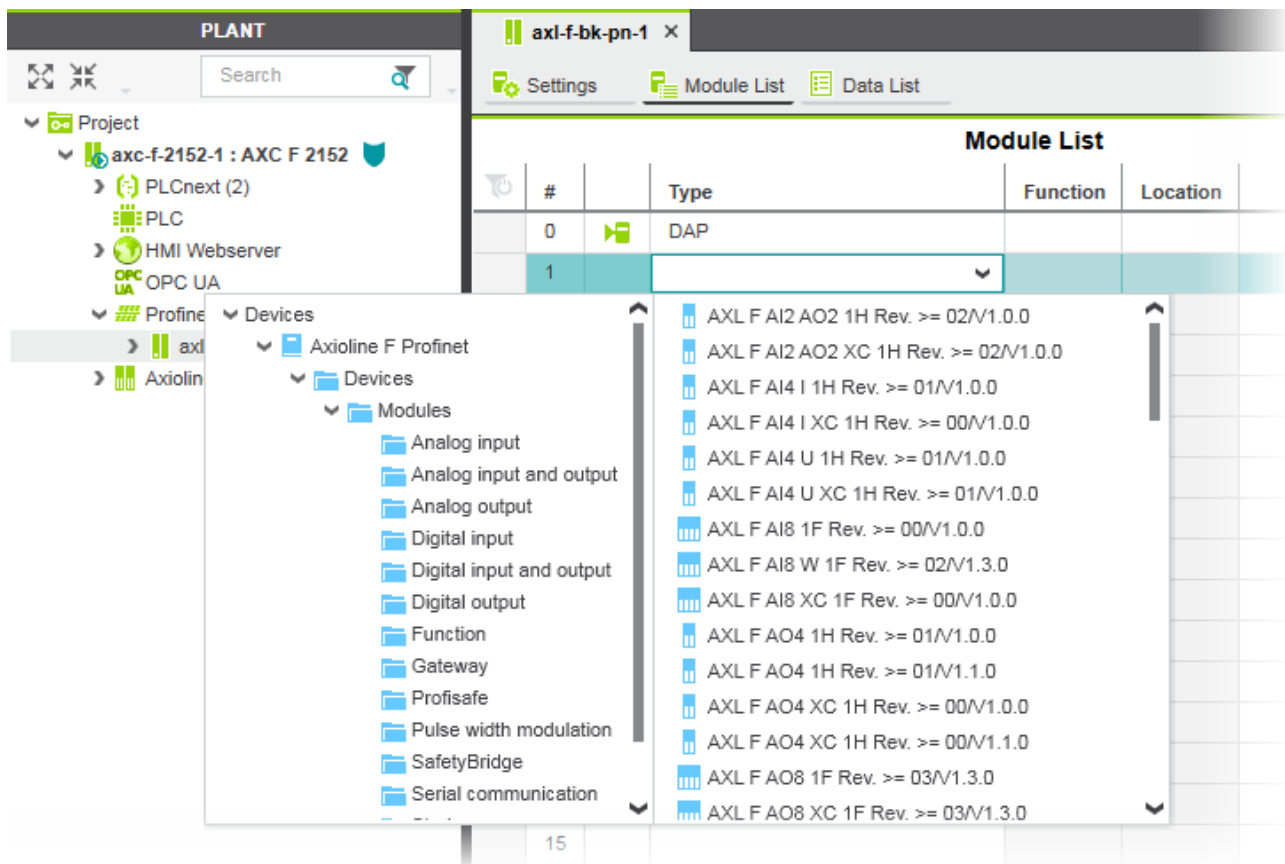 PLANT
axl-f-bk-pn-1
Search
Settings
Module List
Data List
Project
Module List
axc-f-2152-1 : AXC F 2152
PLCnext (2)
# Type Function Location
PLC
0 DAP
HMI Webserver
1
OPC UA OPC UA
Profine
axl
Axiolin
Devices
Axioline F Profinet
Devices
Modules
Analog input
Analog input and output
Analog output
Digital input
Digital input and output
Digital output
Function
Gateway
Profisafe
Pulse width modulation
SafetyBridge
Serial communication
AXL F AI2 AO2 1H Rev. >= 02/V1.0.0
AXL F AI2 AO2 XC 1H Rev. >= 02/V1.0.0
AXL F AI4 I 1H Rev. >= 01/V1.0.0
AXL F AI4 I XC 1H Rev. >= 00/V1.0.0
AXL F AI4 U 1H Rev. >= 01/V1.0.0
AXL F AI4 U XC 1H Rev. >= 01/V1.0.0
AXL F AI8 1F Rev. >= 00/V1.0.0
AXL F AI8 W 1F Rev. >= 02/V1.3.0
AXL F AI8 XC 1F Rev. >= 00/V1.0.0
AXL F AO4 1H Rev. >= 01/V1.0.0
AXL F AO4 1H Rev. >= 01/V1.1.0
AXL F AO4 XC 1H Rev. >= 00/V1.0.0
AXL F AO4 XC 1H Rev. >= 00/V1.1.0
AXL F AO8 1F Rev. >= 03/V1.3.0
AXL F AO8 XC 1F Rev. >= 03/V1.3.0
15